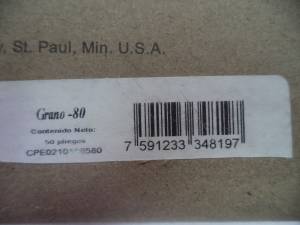 St. Paul, Min. U.S.A.
Grano -80
Contenido Neto:
50 pliegos
7 591233 348197